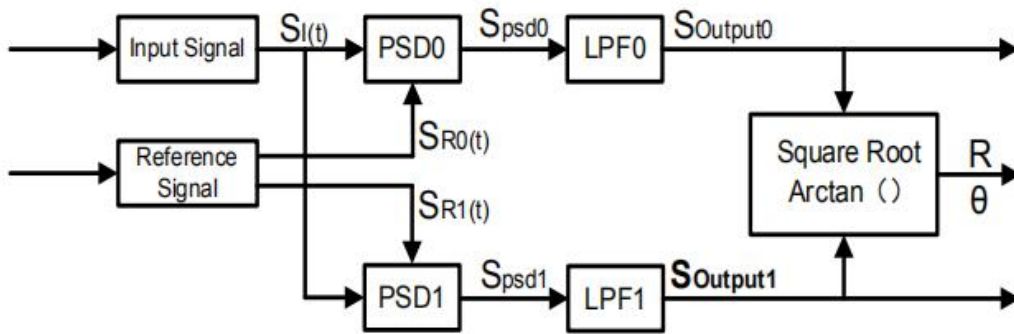 Input Signal
SI(t)
PSD0
Spsd0
LPF0
SOutput0
SR0(t)
Reference
Signal
SR1(t)
Square Root
Arctan ()
R
θ
PSD1
Spsd1
LPF1
SOutput1